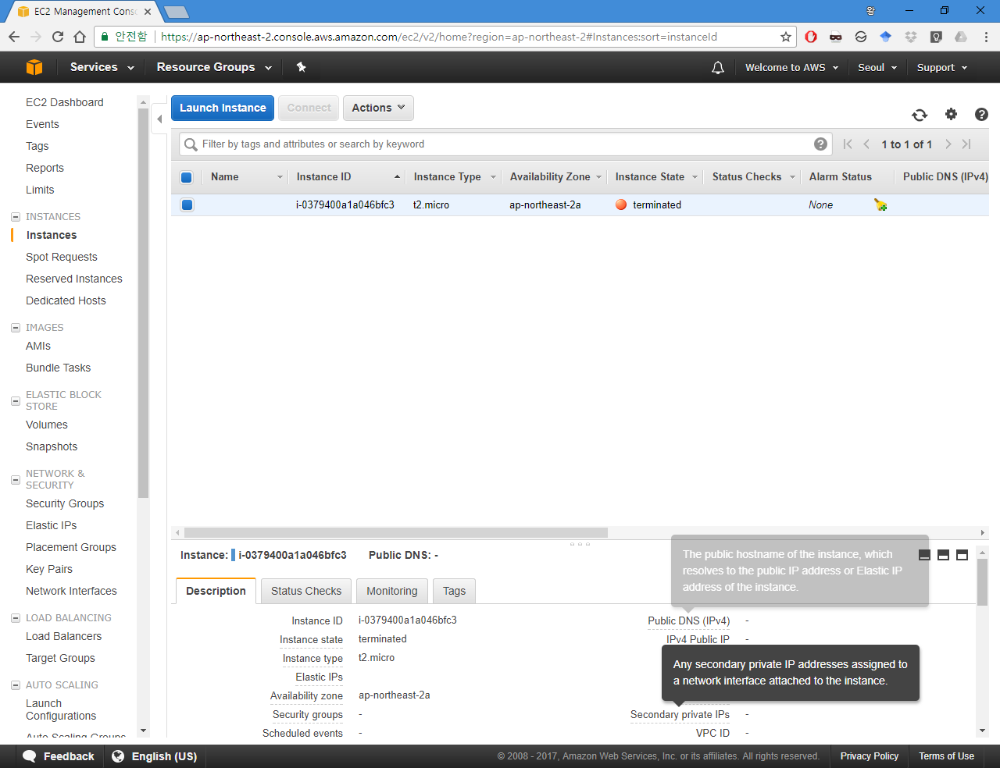 EC2 Management Conso
왕
안전함
https://ap-northeast-2.console.aws.amazon.com/ec2/v2/home?region=ap-northeast-2#Instances:sort=instanceId
Services
Resource Groups
Welcome to AWS
Seoul
Support
EC2 Dashboard
Events
Tags
Reports
Limits
INSTANCES
Instances
Spot Requests
Reserved Instances
Dedicated Hosts
IMAGES
AMIs
Bundle Tasks
ELASTIC BLOCK
STORE
Volumes
Snapshots
NETWORK &
SECURITY
Security Groups
Elastic IPs
Placement Groups
Key Pairs
Network Interfaces
LOAD BALANCING
Load Balancers
Target Groups
AUTO SCALING
Launch
Configurations
Auto Scaling Groups
Launch Instance
Connect
Actions
Filter by tags and attributes or search by keyword
1 to 1 of 1
Name
Instance ID
Instance Type
Availability Zone
Instance State
Status Checks
Alarm Status
Public DNS (IPv4)
i-0379400a1a046bfc3
t2.micro
ap-northeast-2a
terminated
None
Instance: i-0379400a1a046bfc3
Public DNS: -
The public hostname of the instance, which
resolves to the public IP address or Elastic IP
address of the instance.
Description
Status Checks
Monitoring
Tags
Instance ID i-0379400a1a046bfc3
Instance state terminated
Instance type t2.micro
Elastic IPs
Availability zone ap-northeast-2a
Security groups -
Scheduled events -
Public DNS (IPv4) -
IPv4 Public IP -
Any secondary private IP addresses assigned to
a network interface attached to the instance.
Secondary private IPs -
VPC ID -
Feedback
English (US)
© 2008 - 2017, Amazon Web Services, Inc. or its affiliates. All rights reserved.
Privacy Policy
Terms of Use